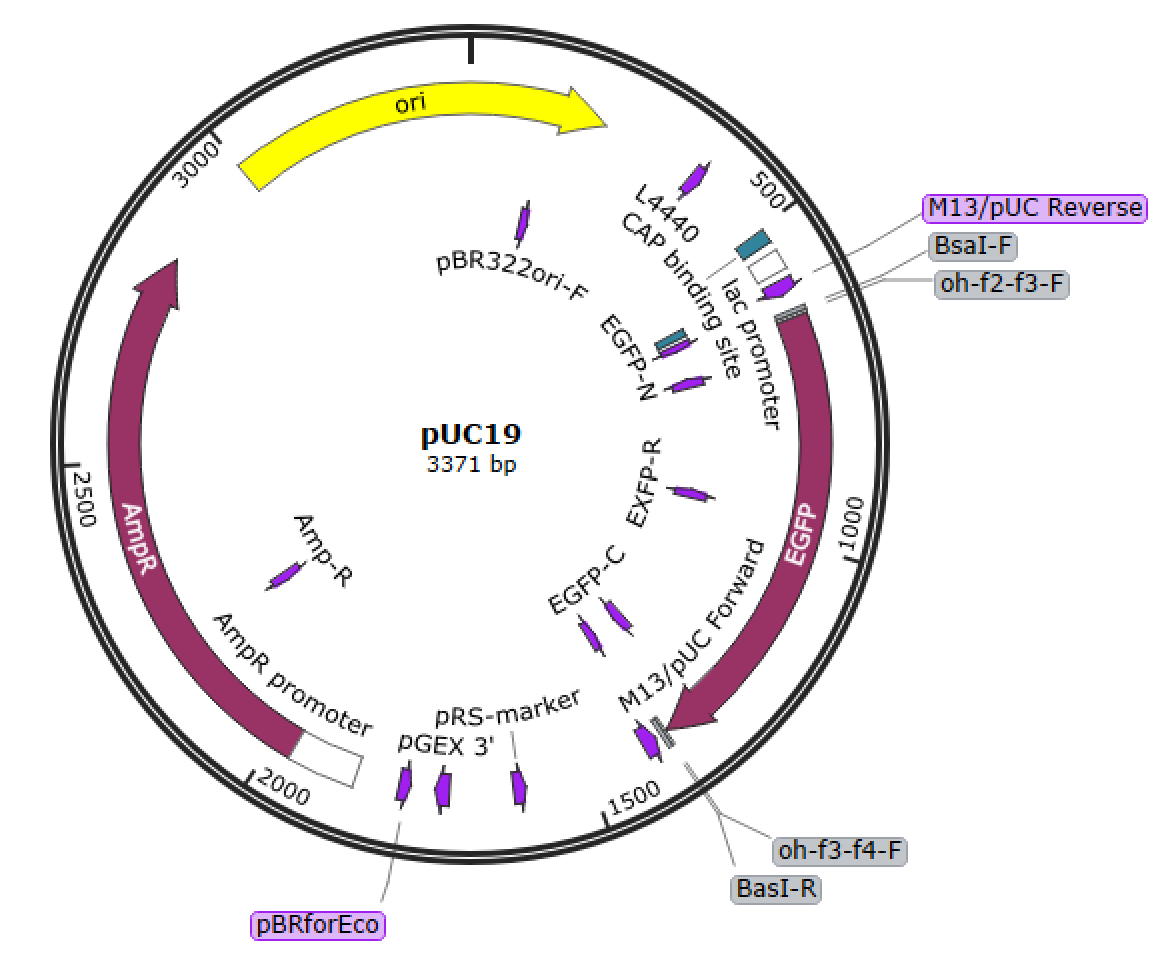 ori
3000
500
L4440
CAP binding site
lac promoter
M13/pUC Reverse
BsaI-F
oh-f2-f3-F
pBR322ori-F
EGFP-N
pUC19
3371 bp
EXFP-R
EGFP
1000
2500
AmpR
Amp-R
EGFP-C
M13/pUC Forward
AmpR promoter
pRS-marker
pGEX 3'
2000
1500
oh-f3-f4-F
BasI-R
pBRforEco